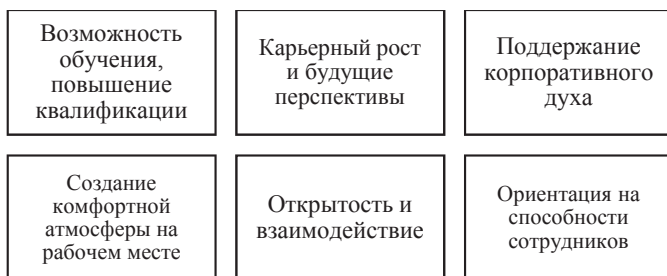 Возможность
обучения,
повышение
квалификации
Карьерный рост
и будущие
перспективы
Поддержание
корпоративного
духа
Создание
комфортной
атмосферы на
рабочем месте
Открытость и
взаимодействие
Ориентация на
способности
сотрудников